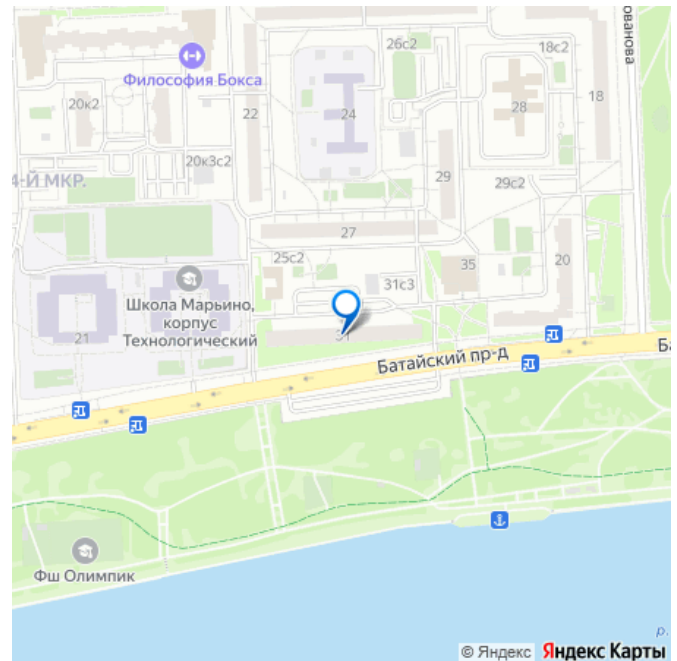 ованова
26с2
18с2
Философия Бокса
20к2
22
24
28
18
20к3с2
4-Й МКР.
29
29с2
27
25с2
35
20
31с3
Школа Марьино,
корпус
Технологический
21
31
Батайский пр-д
Ба
Фш Олимпик
р.
© Яндекс Яндекс Карты